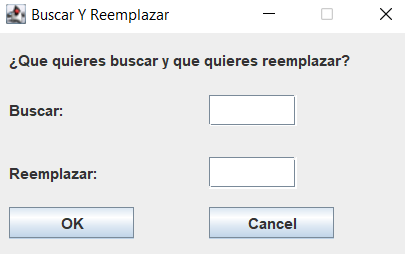 Buscar Y Reemplazar
¿Que quieres buscar y que quieres reemplazar?
Buscar:
Reemplazar:
OK
Cancel